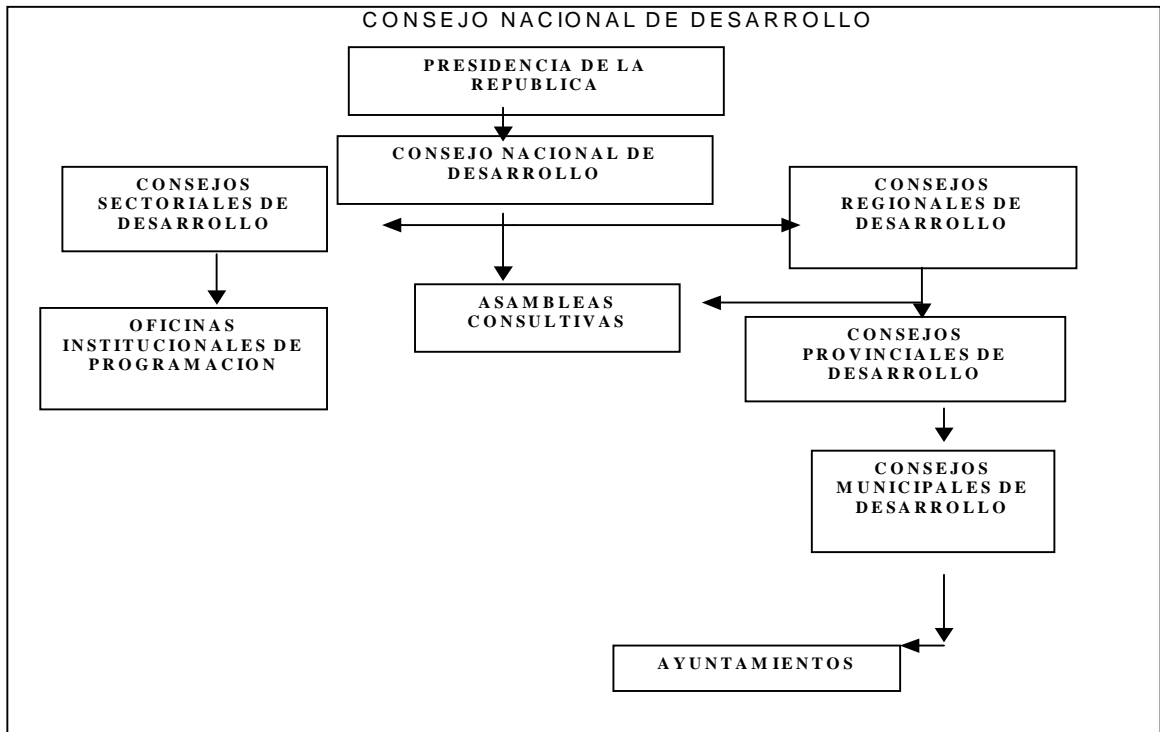 CONSEJO NACIONAL DE DESARROLLO
PRESIDENCIA DE LA
REPUBLICA
CONSEJO NACIONAL DE
DESARROLLO
CONSEJOS
SECTORIALES DE
DESARROLLO
CONSEJOS
REGIONALES DE
DESARROLLO
OFICINAS
INSTITUCIONALES DE
PROGRAMACION
ASAMBLEAS
CONSULTIVAS
CONSEJOS
PROVINCIALES DE
DESARROLLO
CONSEJOS
MUNICIPALES DE
DESARROLLO
AYUNTAMIENTOS